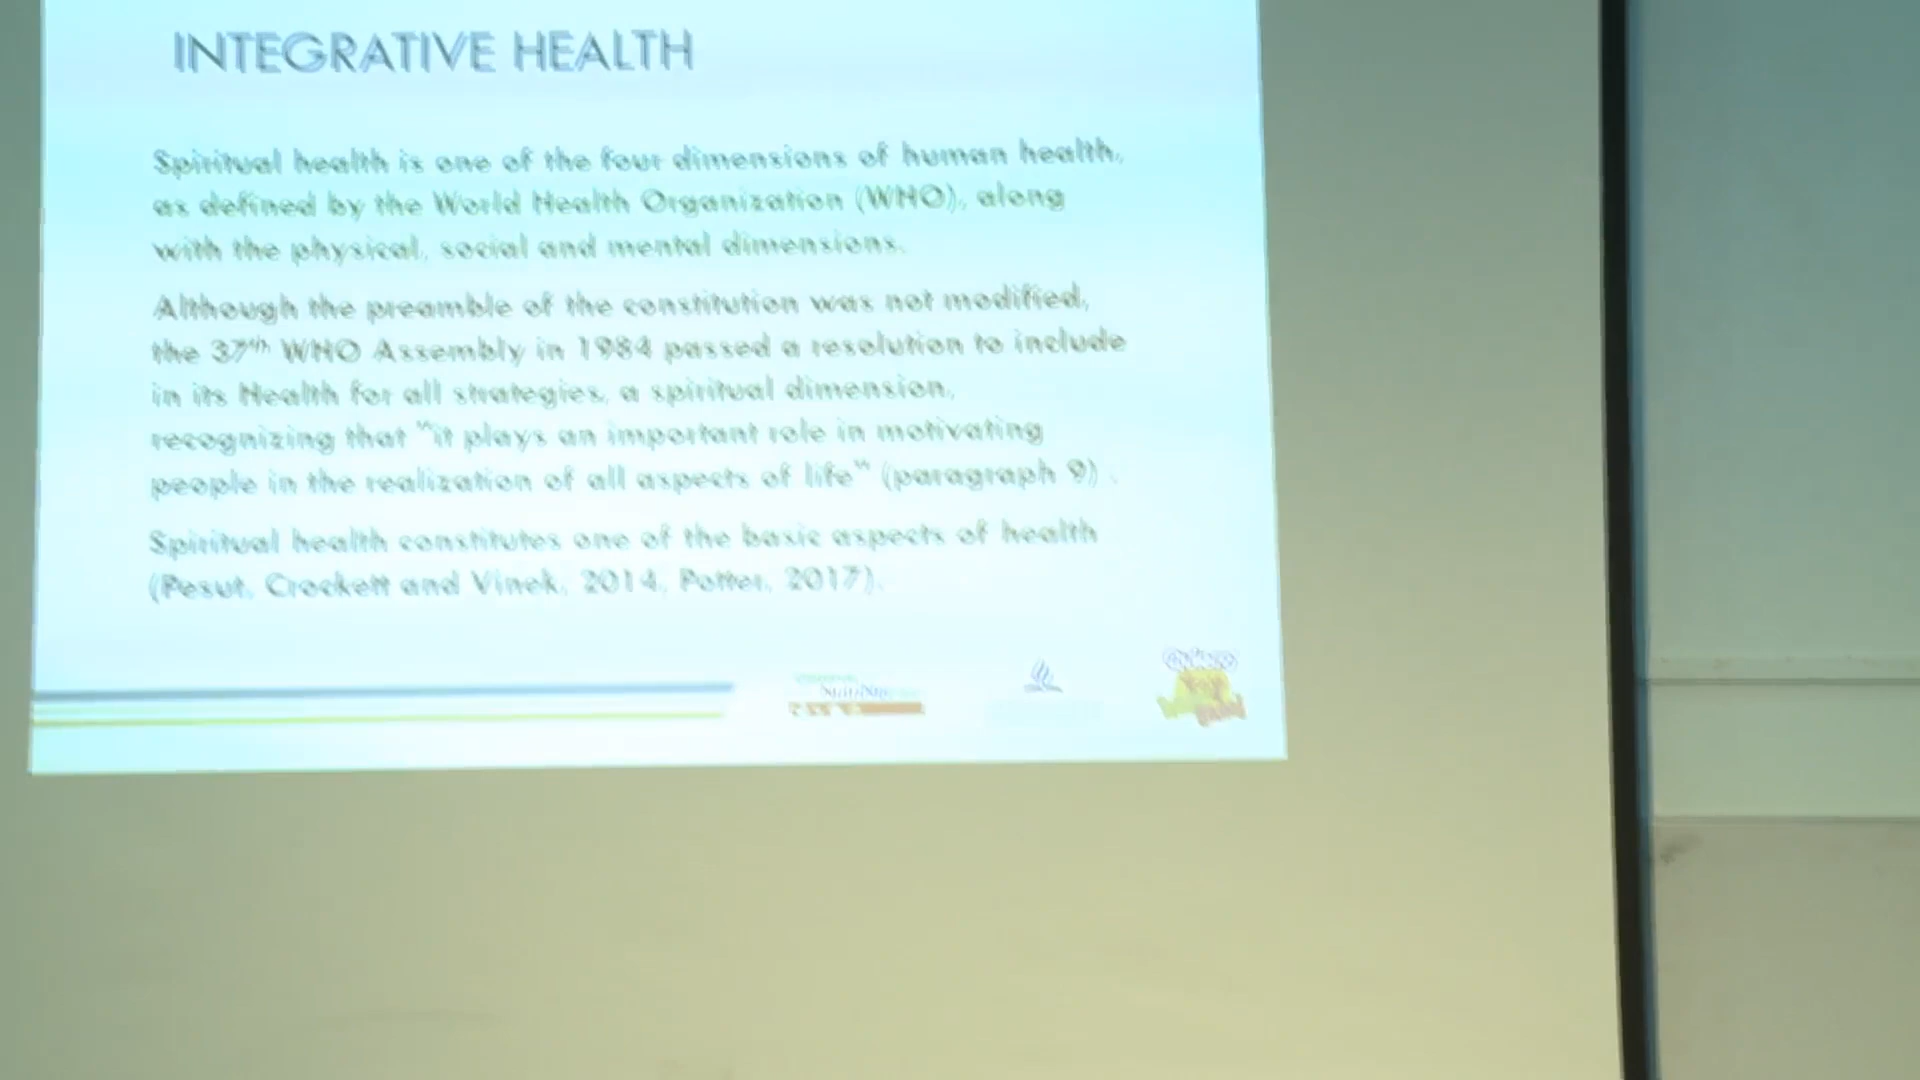 INTEGRATIVE HEALTH
Spiritual health is one of the four dimensions of human health,
as defined by the World Health Organization (WHO), along
with the physical, social and mental dimensions.
Although the preamble of the constitution was not modified,
the 37th WHO Assembly in 1984 passed a resolution to include
in its Health for all strategies, a spiritual dimension,
recognizing that "it plays an important role in motivating
people in the realization of all aspects of life" (paragraph 9) .
Spiritual health constitutes one of the basic aspects of health
(Pesut, Crockett and Vinek, 2014, Potter, 2017).